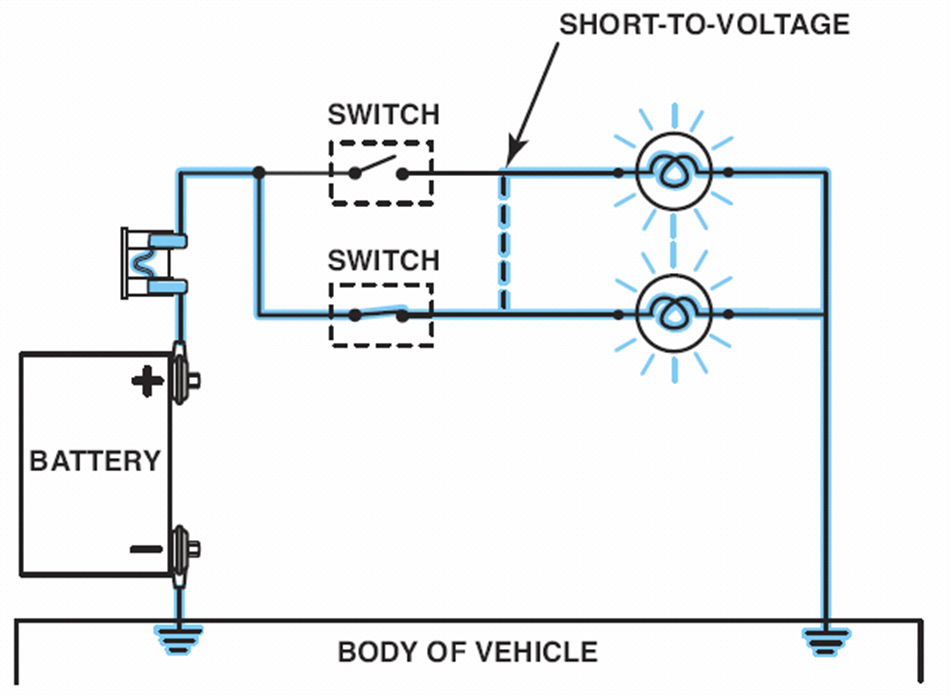 SHORT-TO-VOLTAGE
SWITCH
SWITCH
+
BATTERY
−
BODY OF VEHICLE